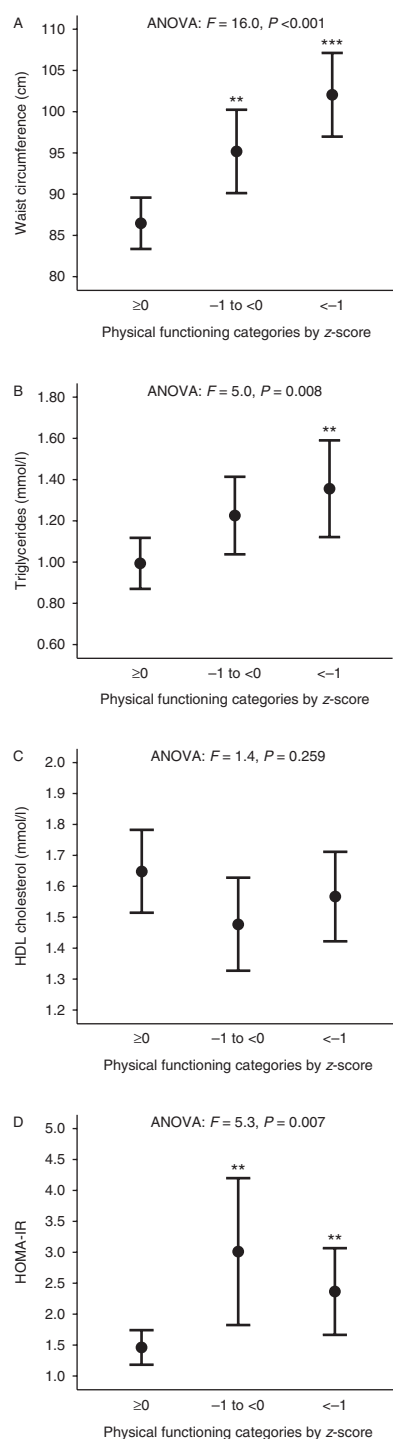 A
ANOVA: F = 16.0, P <0.001
110
105
100
95
90
85
80
Waist circumference (cm)
**
***
≥0
–1 to <0
<–1
Physical functioning categories by z-score
B
ANOVA: F = 5.0, P = 0.008
1.80
1.60
1.40
1.20
1.00
0.80
0.60
Triglycerides (mmol/l)
**
≥0
–1 to <0
<–1
Physical functioning categories by z-score
C
ANOVA: F = 1.4, P = 0.259
2.0
1.9
1.8
1.7
1.6
1.5
1.4
1.3
1.2
HDL cholesterol (mmol/l)
≥0
–1 to <0
<–1
Physical functioning categories by z-score
D
ANOVA: F = 5.3, P = 0.007
5.0
4.5
4.0
3.5
3.0
2.5
2.0
1.5
1.0
HOMA-IR
**
**
≥0
–1 to <0
<–1
Physical functioning categories by z-score